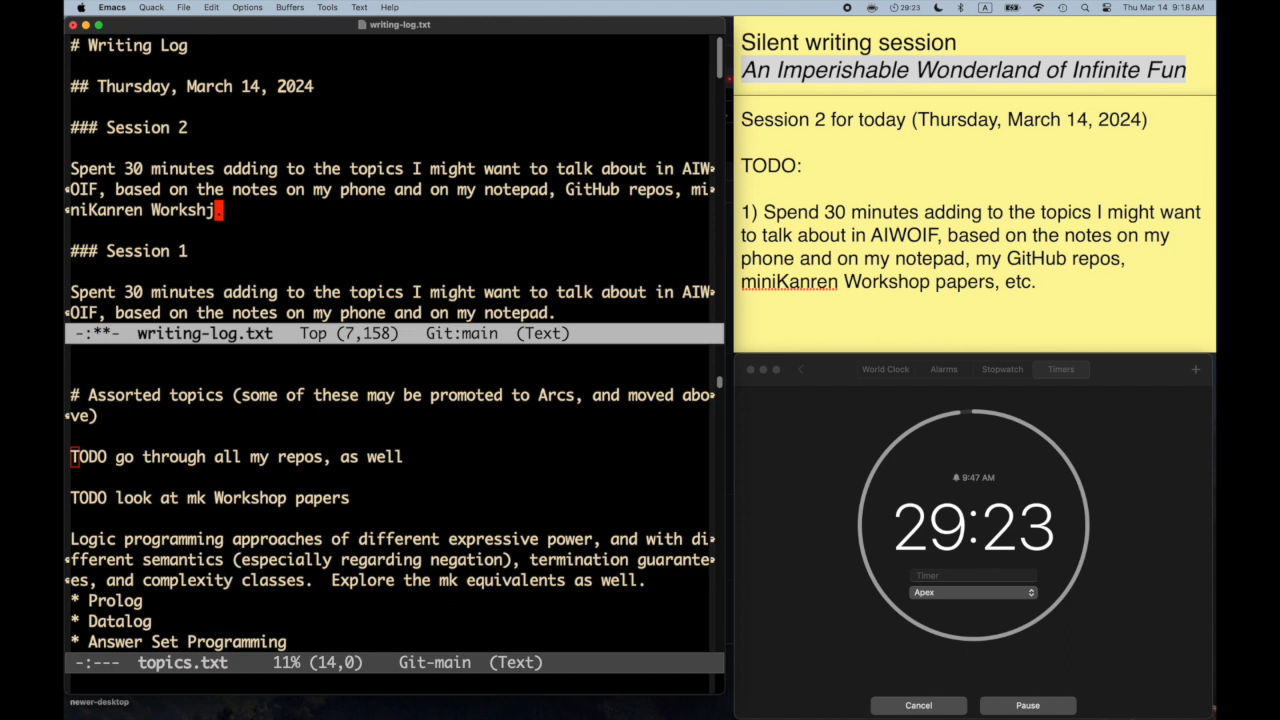 Emacs Quack File Edit Options Buffers Tools Text Help 29:23 A Thu Mar 14 9:18 AM
writing-log.txt
# Writing Log
## Thursday, March 14, 2024
### Session 2
Spent 30 minutes adding to the topics I might want to talk about in AIW
OIF, based on the notes on my phone and on my notepad, GitHub repos, mi
niKanren Workshj.
### Session 1
Spent 30 minutes adding to the topics I might want to talk about in AIW
OIF, based on the notes on my phone and on my notepad.
-:**- writing-log.txt Top (7,158) Git:main (Text)
# Assorted topics (some of these may be promoted to Arcs, and moved abo
ve)
TODO go through all my repos, as well
TODO look at mk Workshop papers
Logic programming approaches of different expressive power, and with di
fferent semantics (especially regarding negation), termination guarante
es, and complexity classes. Explore the mk equivalents as well.
* Prolog
* Datalog
* Answer Set Programming
-:--- topics.txt 11% (14,0) Git-main (Text)
newer-desktop
Silent writing session
An Imperishable Wonderland of Infinite Fun
Session 2 for today (Thursday, March 14, 2024)
TODO:
1) Spend 30 minutes adding to the topics I might want
to talk about in AIWOIF, based on the notes on my
phone and on my notepad, my GitHub repos,
miniKanren Workshop papers, etc.
World Clock Alarms Stopwatch Timers
9:47 AM
29:23
Timer
Apex
Cancel Pause